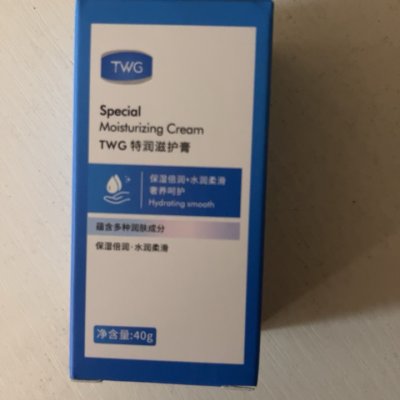 TWG
Special
Moisturizing Cream
TWG 特润滋护膏
保湿倍润+水润柔滑
奢养呵护
Hydrating smooth
蕴含多种润肤成分
保湿倍润·水润柔滑
净含量:40g